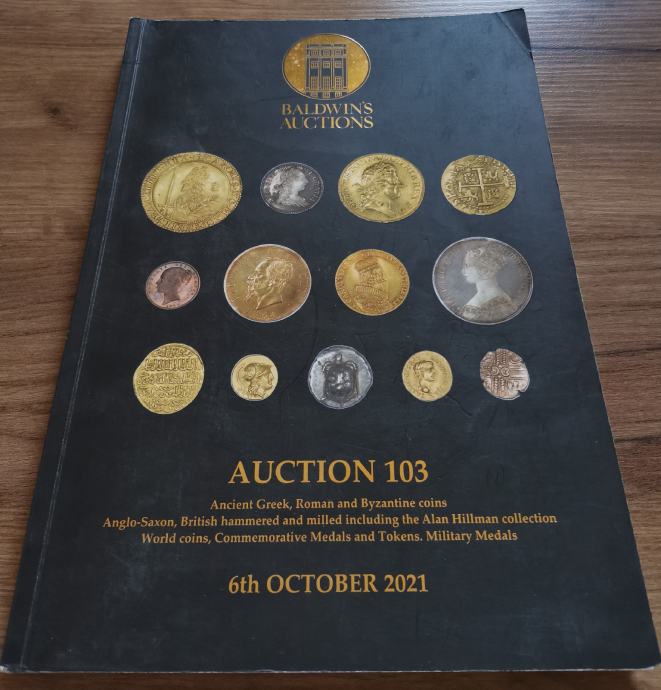 BALDWIN'S
AUCTIONS
AUCTION 103
Ancient Greek, Roman and Byzantine coins
Anglo-Saxon, British hammered and milled including the Alan Hillman collection
World coins, Commemorative Medals and Tokens. Military Medals
6th OCTOBER 2021